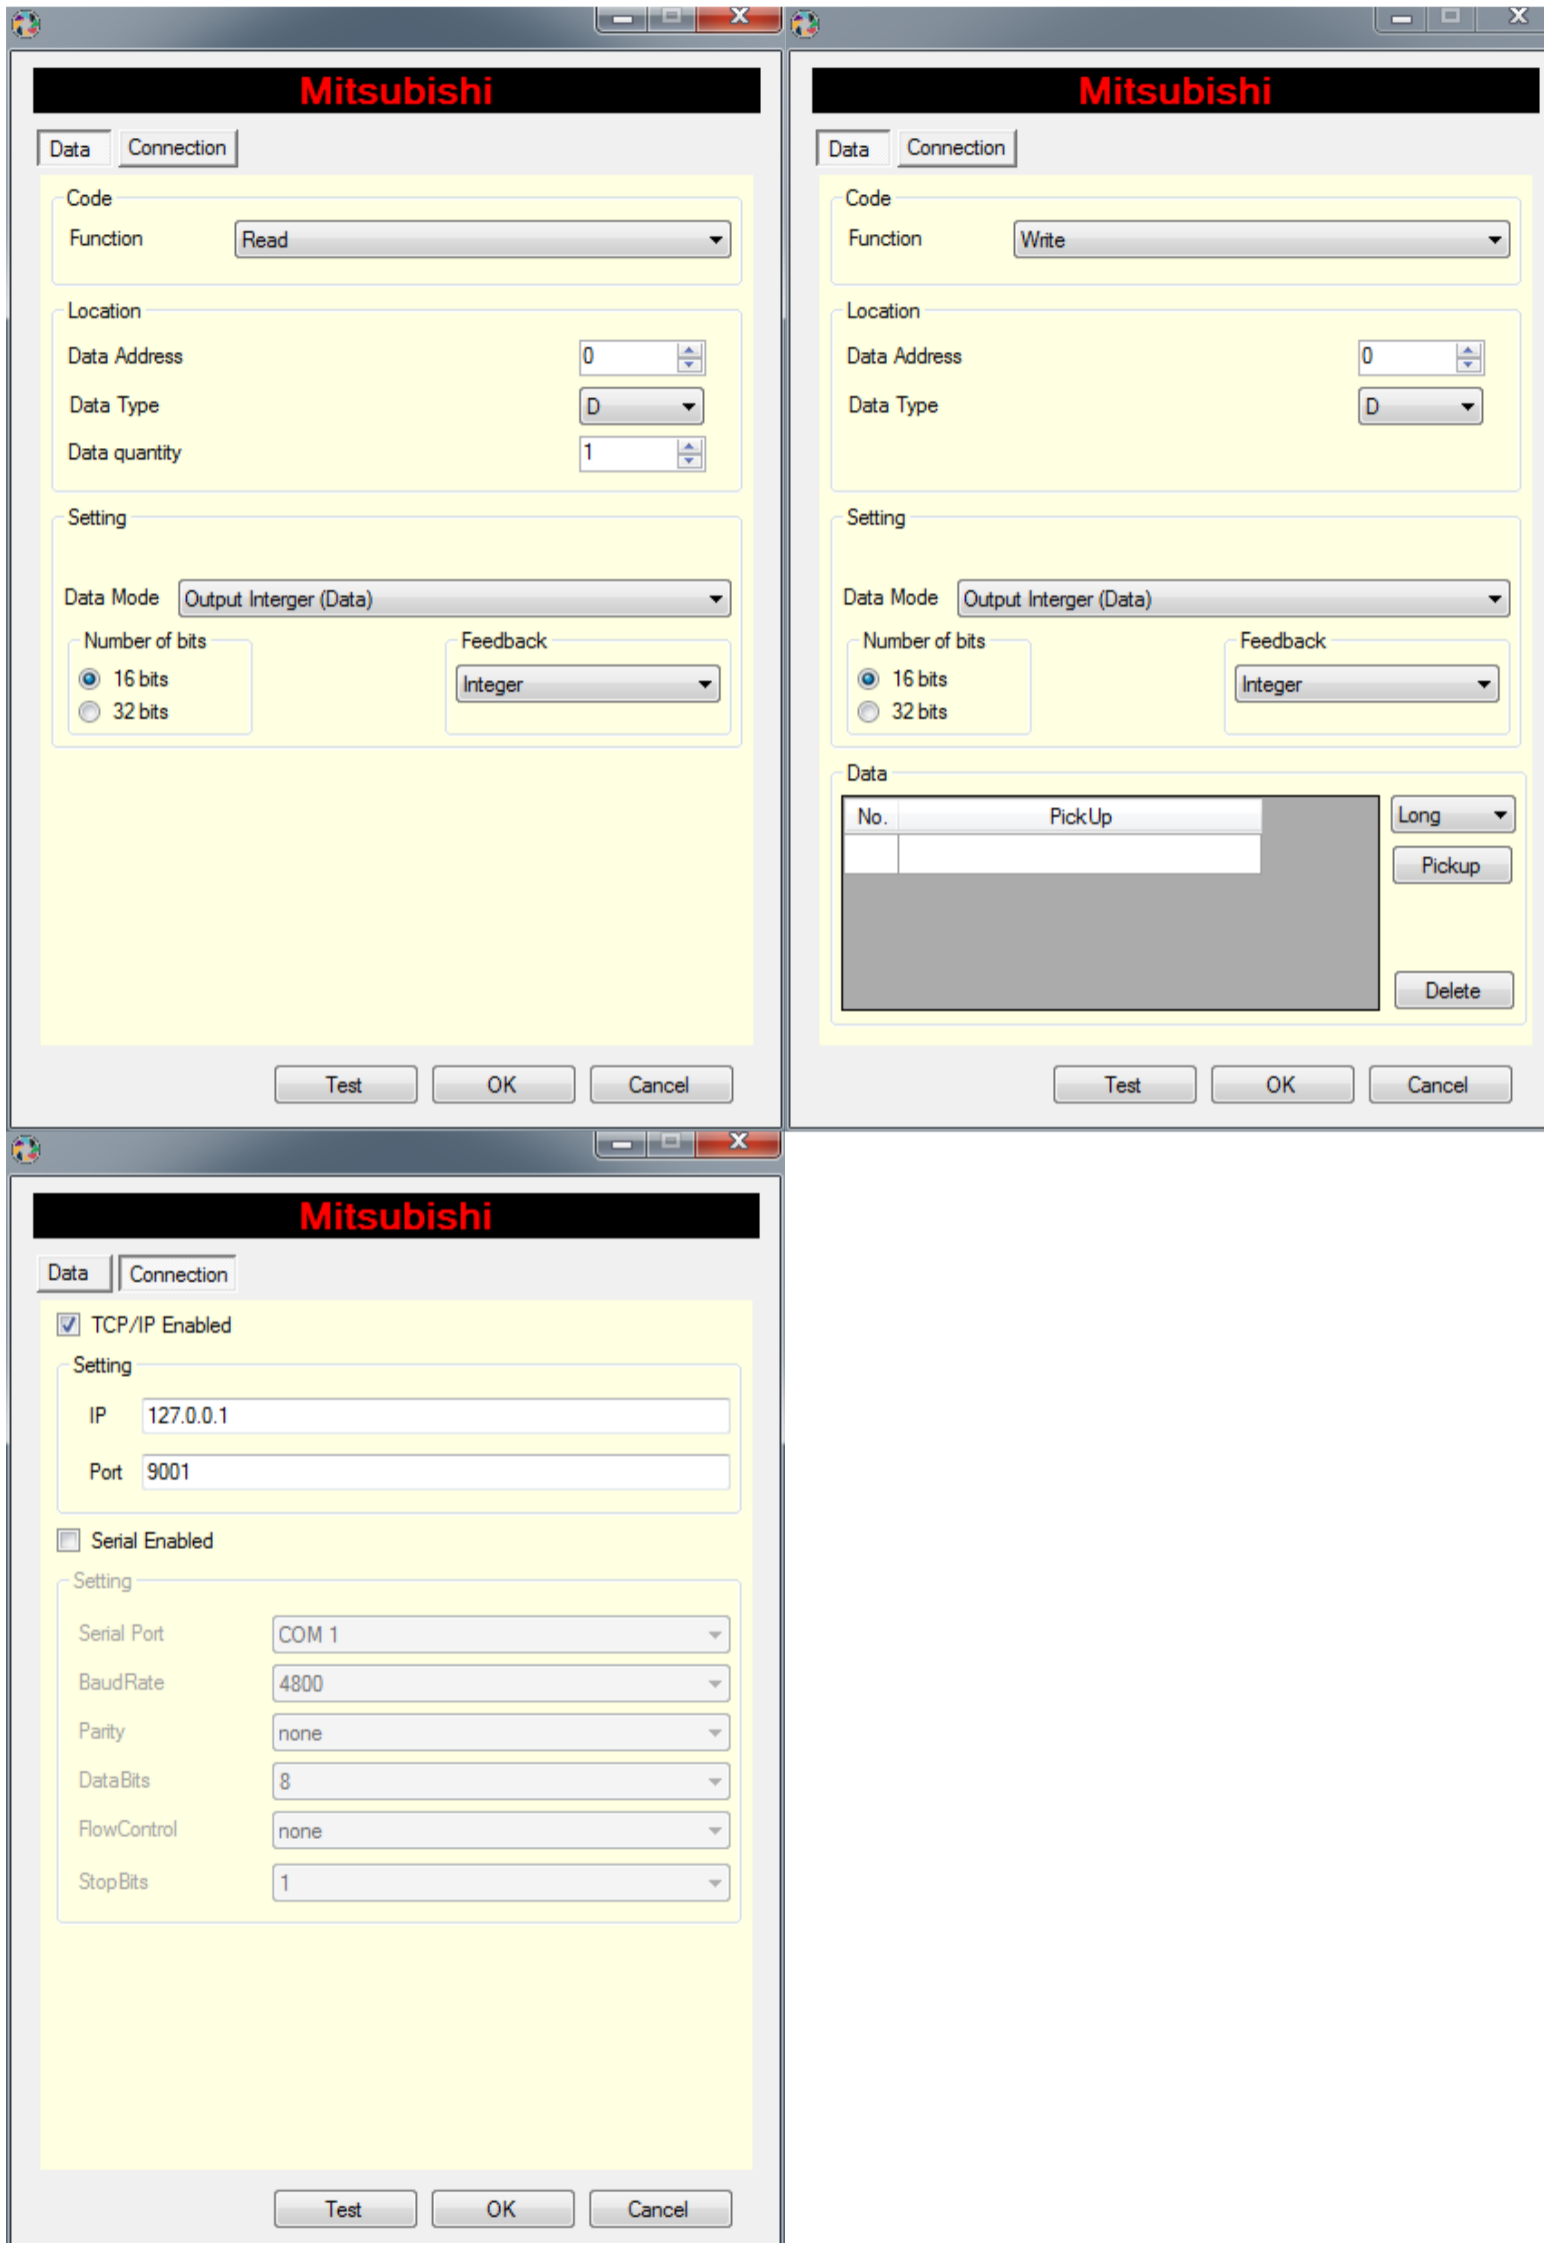 Mitsubishi
Data Connection
Code
Function Read
Location
Data Address 0
Data Type D
Data quantity 1
Setting
Data Mode Output Interger (Data)
Number of bits Feedback
16 bits Integer
32 bits
Test OK Cancel
Mitsubishi
Data Connection
Code
Function Write
Location
Data Address 0
Data Type D
Setting
Data Mode Output Interger (Data)
Number of bits Feedback
16 bits Integer
32 bits
Data
No. PickUp Long
Pickup
Delete
Test OK Cancel
Mitsubishi
Data Connection
TCP/IP Enabled
Setting
IP 127.0.0.1
Port 9001
Serial Enabled
Setting
Serial Port COM 1
BaudRate 4800
Parity none
DataBits 8
FlowControl none
StopBits 1
Test OK Cancel